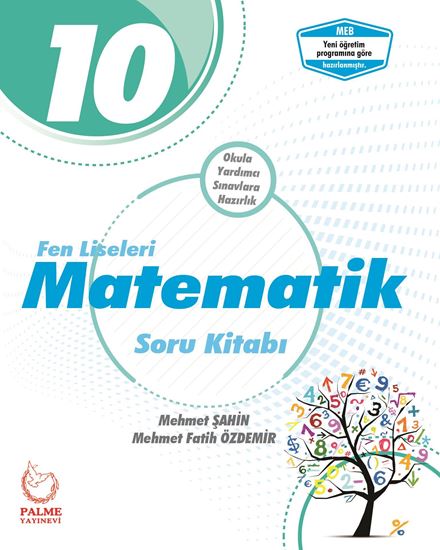 10
MEB
Yeni öğretim
programına göre
hazırlanmıştır.
Okula
Yardımcı
Sınavlara
Hazırlık
Fen Liseleri
Matematik
Soru Kitabı
Mehmet ŞAHİN
Mehmet Fatih ÖZDEMİR
PALME
YAYINEVİ